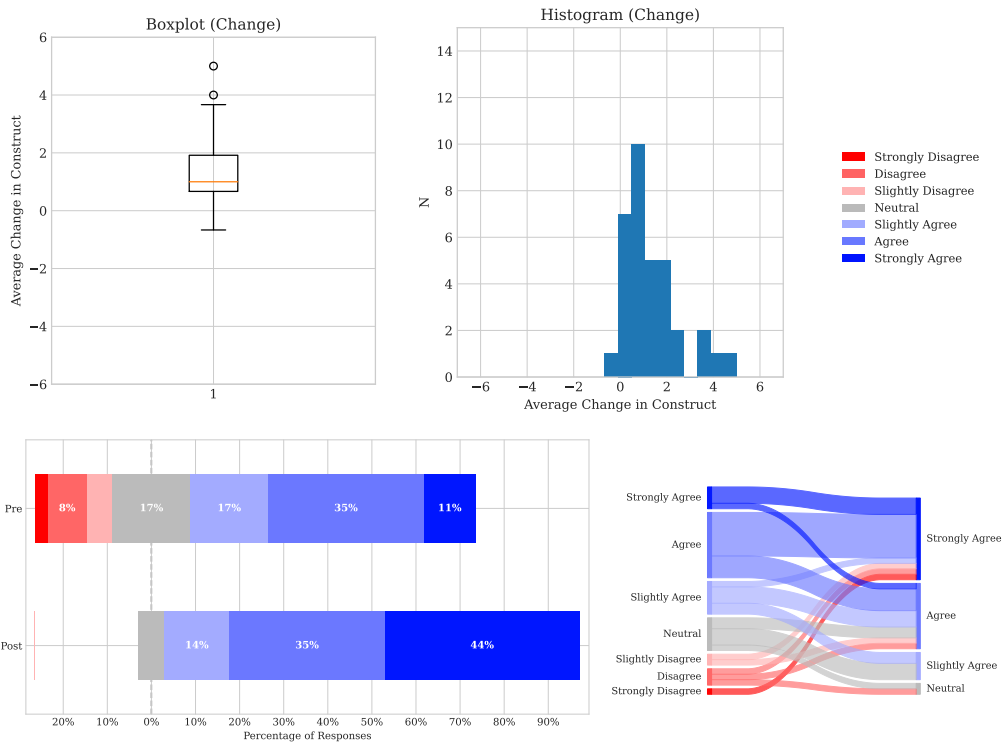 Boxplot (Change)
6
4
2
0
−2
−4
−6
Average Change in Construct
1
Histogram (Change)
14
12
10
8
6
4
2
0
N
−6 −4 −2 0 2 4 6
Average Change in Construct
Strongly Disagree
Disagree
Slightly Disagree
Neutral
Slightly Agree
Agree
Strongly Agree
Pre
8% 17% 17% 35% 11%
Post
14% 35% 44%
20% 10% 0% 10% 20% 30% 40% 50% 60% 70% 80% 90%
Percentage of Responses
Strongly Agree
Agree
Slightly Agree
Neutral
Slightly Disagree
Disagree
Strongly Disagree
Strongly Agree
Agree
Slightly Agree
Neutral